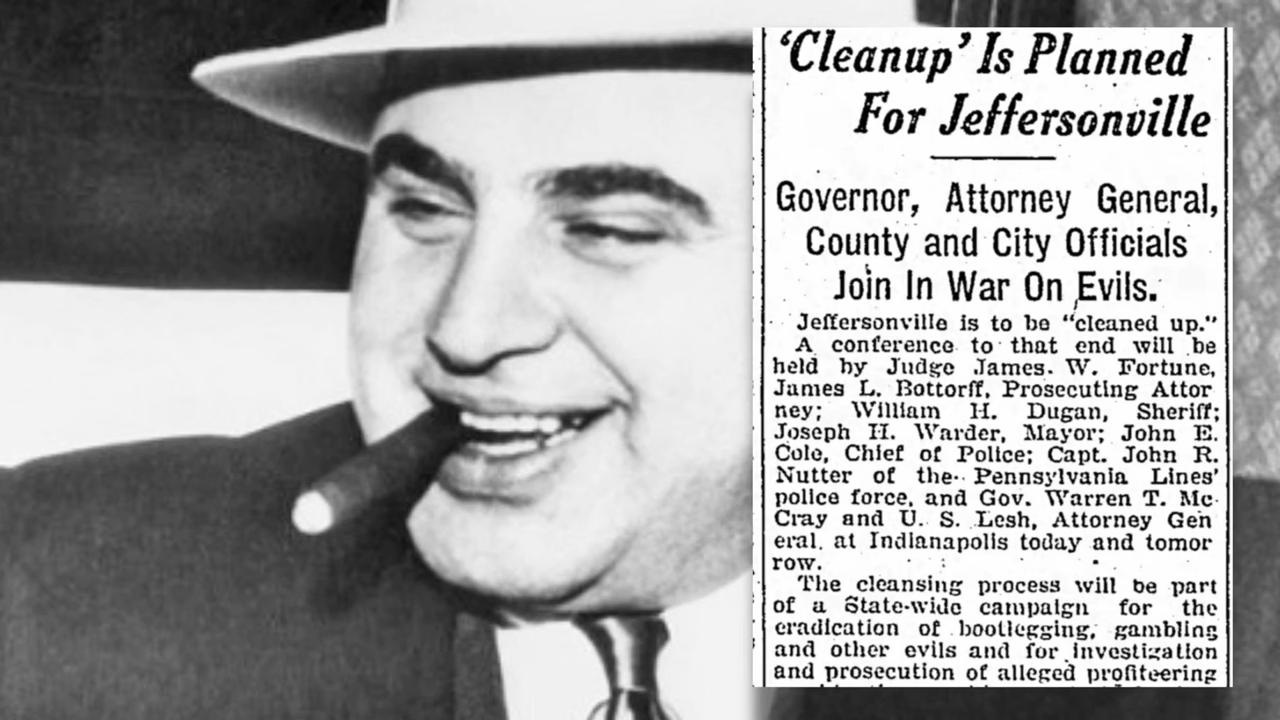 ‘Cleanup’ Is Planned
For Jeffersonville
Governor, Attorney General,
County and City Officials
Join In War On Evils.
Jeffersonville is to be “cleaned up.”
A conference to that end will be
held by Judge James. W. Fortune,
James L. Bottorff, Prosecuting Attor
ney; William H. Dugan, Sheriff;
Joseph H. Warder, Mayor; John E.
Cole, Chief of Police; Capt. John R.
Nutter of the Pennsylvania Lines’
police force, and Gov. Warren T. Mc-
Cray and U. S. Lesh, Attorney Gen
eral, at Indianapolis today and tomor
row.
The cleansing process will be part
of a State-wide campaign for the
eradication of bootlegging, gambling
and other evils and for investigation
and prosecution of alleged profiteering